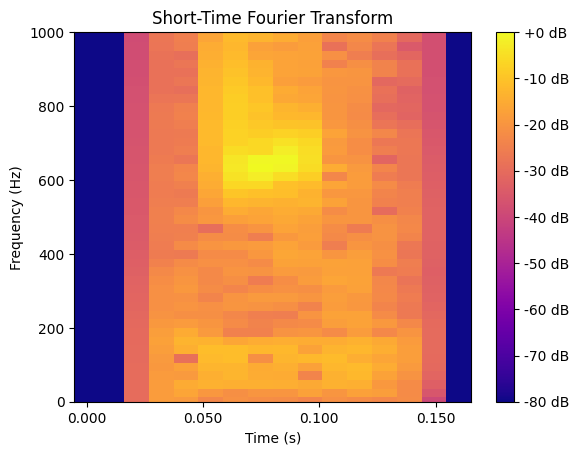 Short-Time Fourier Transform
1000
800
600
400
200
0
Frequency (Hz)
0.000
0.050
0.100
0.150
Time (s)
+0 dB
-10 dB
-20 dB
-30 dB
-40 dB
-50 dB
-60 dB
-70 dB
-80 dB